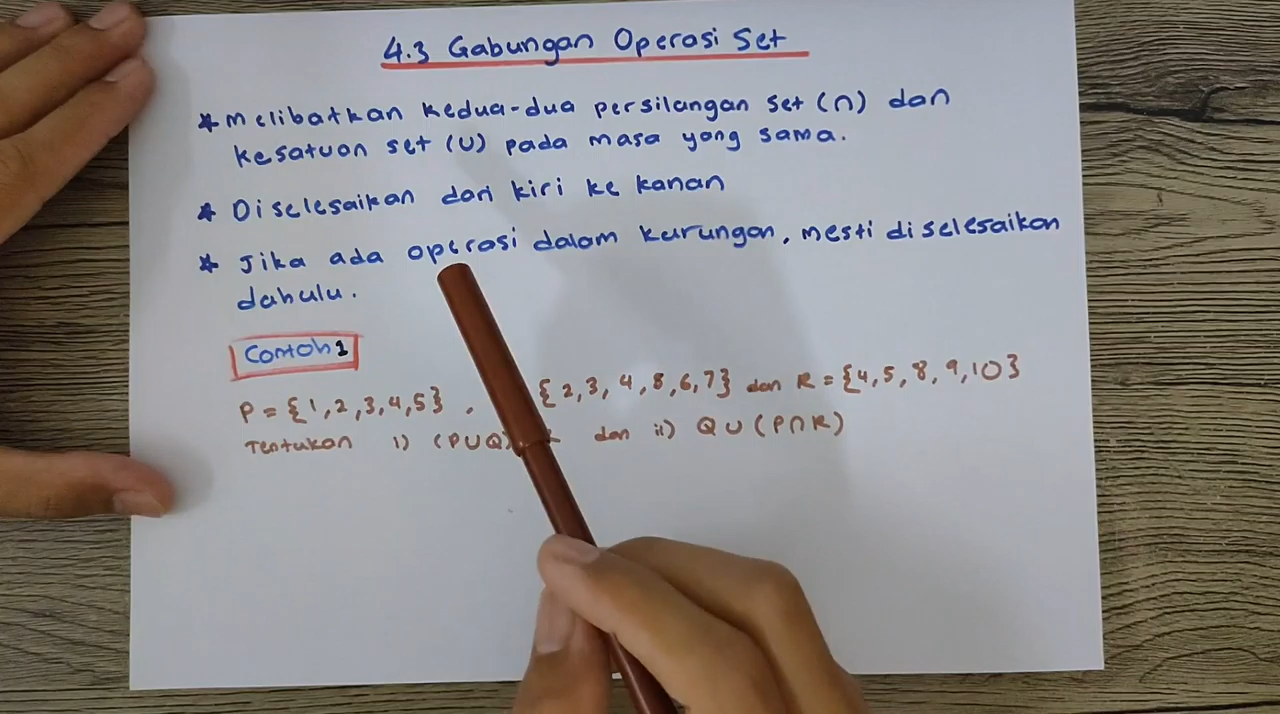 4.3 Gabungan Operasi Set
* Melibatkan kedua-dua persilangan set (∩) dan
kesatuan set (∪) pada masa yang sama.
* Diselesaikan dari kiri ke kanan
* Jika ada operasi dalam kurungan, mesti diselesaikan
dahulu.
Contoh 1
P = {1,2,3,4,5}, {2,3,4,8,6,7} dan R = {4,5,8,9,10}
Tentukan i) (P∪Q) dan ii) Q∪(P∩R)